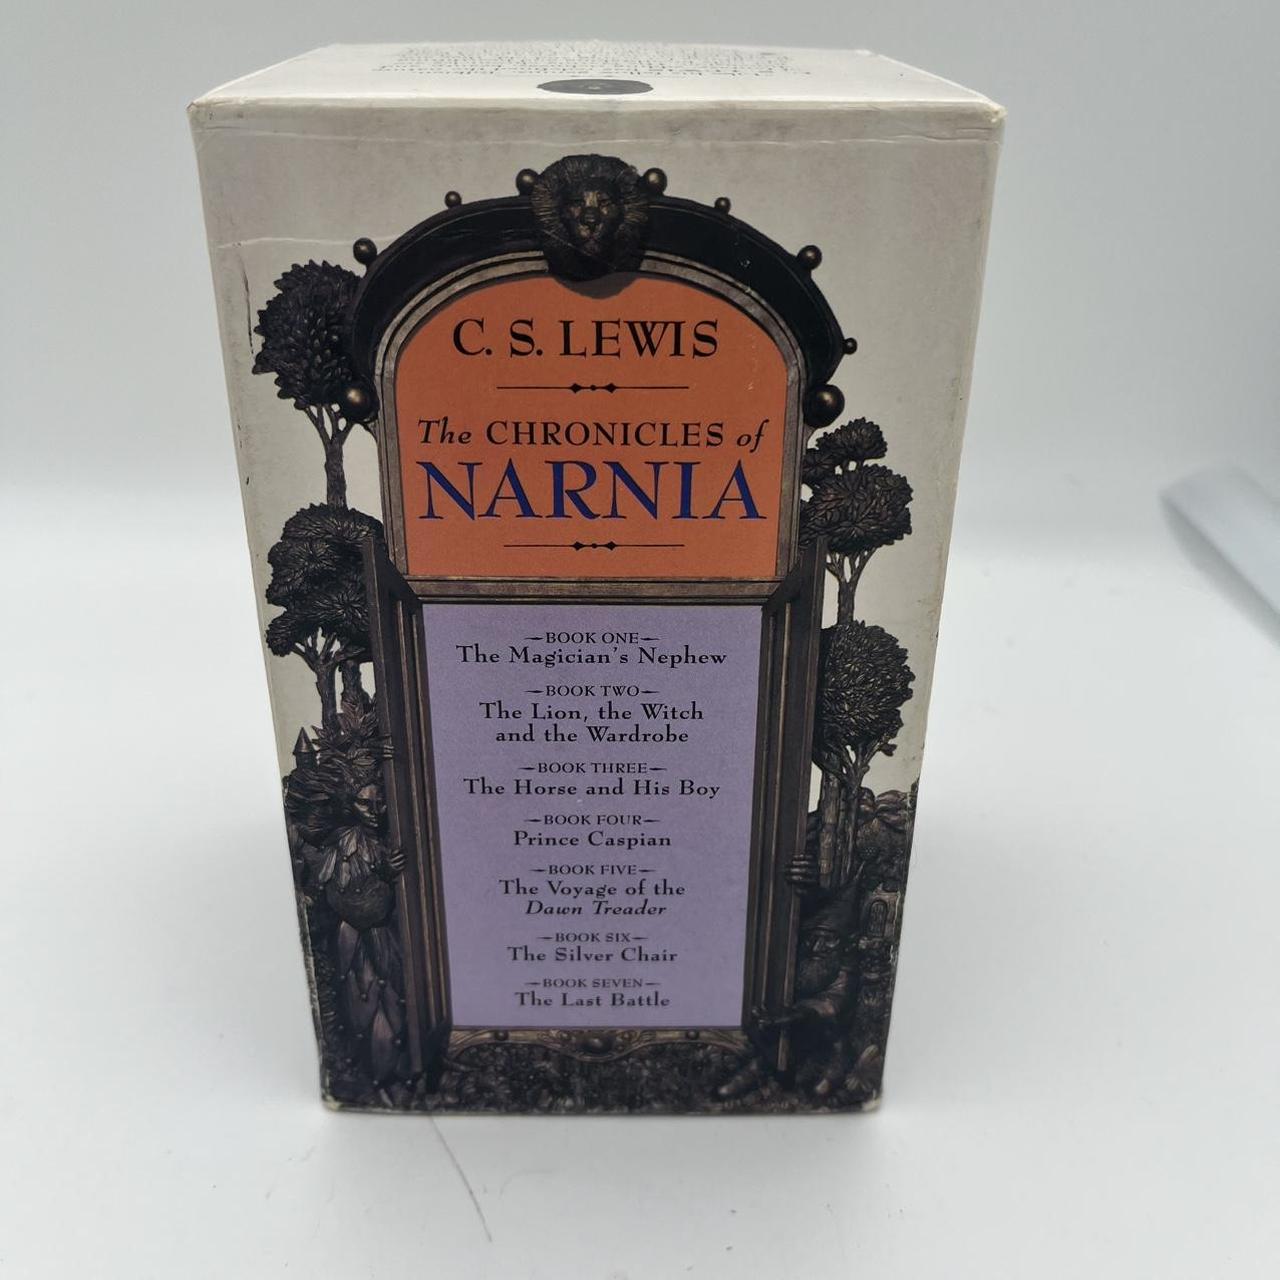 C. S. LEWIS
The CHRONICLES of
NARNIA
BOOK ONE
The Magician's Nephew
BOOK TWO
The Lion, the Witch
and the Wardrobe
BOOK THREE
The Horse and His Boy
BOOK FOUR
Prince Caspian
BOOK FIVE
The Voyage of the
Dawn Treader
BOOK SIX
The Silver Chair
BOOK SEVEN
The Last Battle